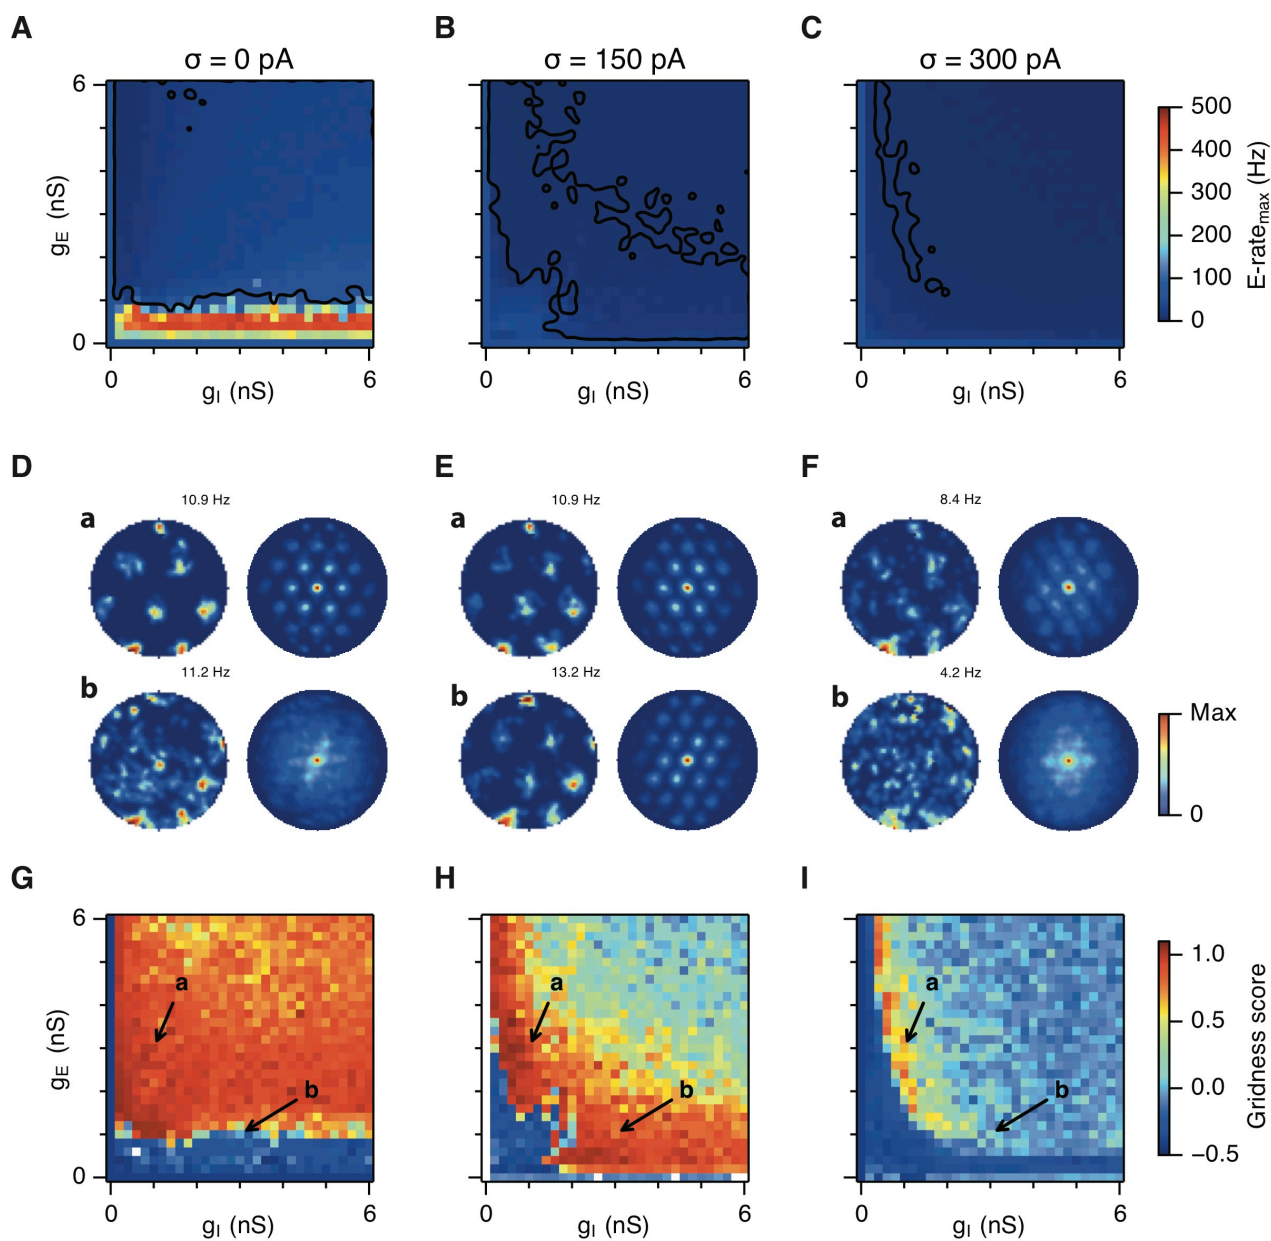 A B C
σ = 0 pA σ = 150 pA σ = 300 pA
6
gE (nS)
0
0 6 0 6 0 6
gI (nS) gI (nS) gI (nS)
500
400
300
200
100
0
E-ratemax (Hz)
D E F
10.9 Hz 10.9 Hz 8.4 Hz
a a a
11.2 Hz 13.2 Hz 4.2 Hz
b b b
Max
0
G H I
6
gE (nS)
0
a a a
b b b
0 6 0 6 0 6
gI (nS) gI (nS) gI (nS)
1.0
0.5
0.0
−0.5
Gridness score